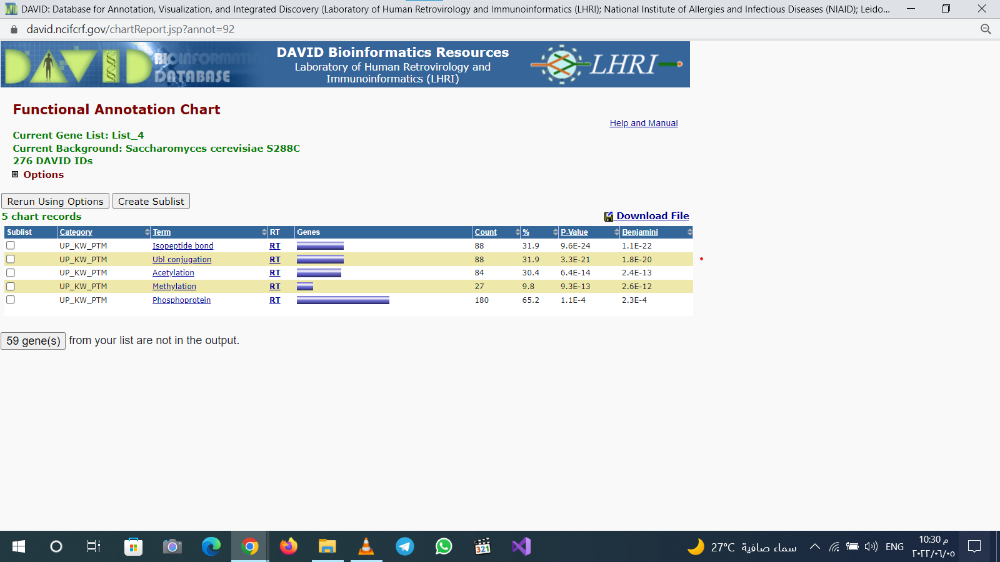 DAVID: Database for Annotation, Visualization, and Integrated Discovery (Laboratory of Human Retrovirology and Immunoinformatics (LHRI); National Institute of Allergies and Infectious Diseases (NIAID); Leido...
david.ncifcrf.gov/chartReport.jsp?annot=92
DAVID BIOINFORMATIC DATABASE
DAVID Bioinformatics Resources
Laboratory of Human Retrovirology and
Immunoinformatics (LHRI)
LHRI
Functional Annotation Chart
Help and Manual
Current Gene List: List_4
Current Background: Saccharomyces cerevisiae S288C
276 DAVID IDs
Options
Rerun Using Options Create Sublist
5 chart records Download File
Sublist Category Term RT Genes Count % P-Value Benjamini
UP_KW_PTM Isopeptide bond RT 88 31.9 9.6E-24 1.1E-22
UP_KW_PTM Ubl conjugation RT 88 31.9 3.3E-21 1.8E-20
UP_KW_PTM Acetylation RT 84 30.4 6.4E-14 2.4E-13
UP_KW_PTM Methylation RT 27 9.8 9.3E-13 2.6E-12
UP_KW_PTM Phosphoprotein RT 180 65.2 1.1E-4 2.3E-4
59 gene(s) from your list are not in the output.
321
27°C سماء صافية
ENG
10:30 م
٢٠٢٢/٠٦/٠٥